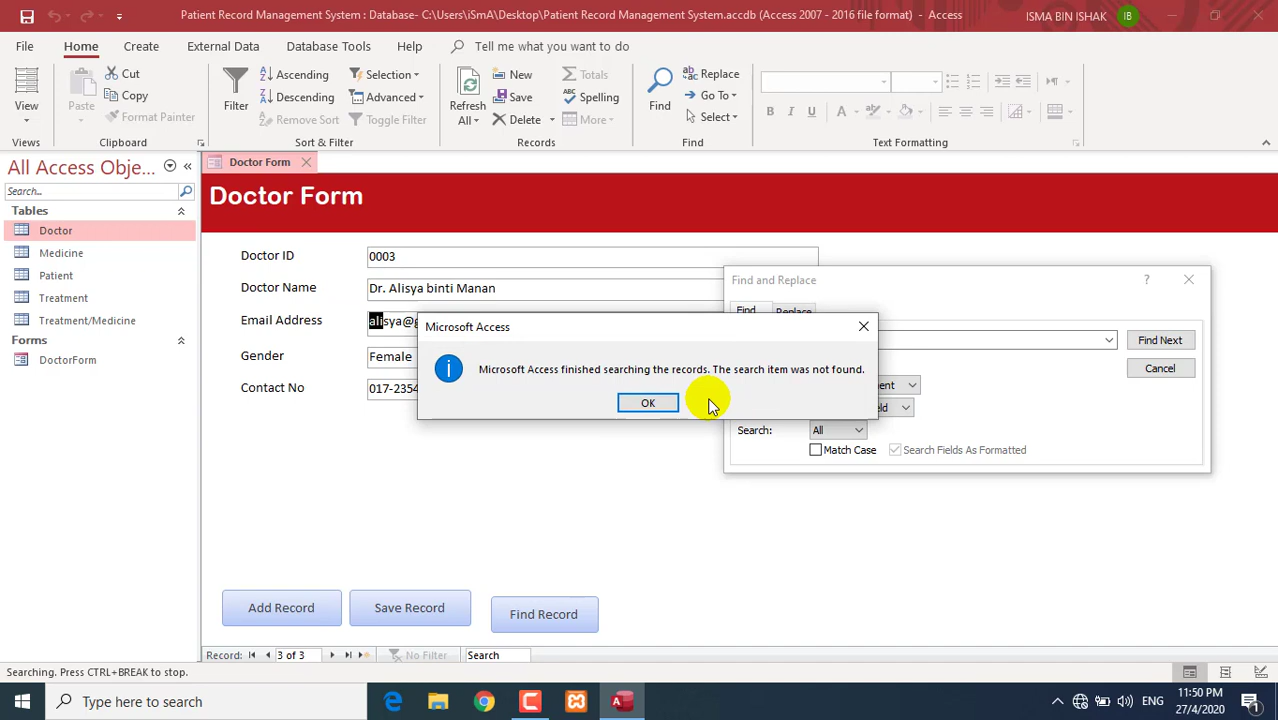 Patient Record Management System : Database- C:\Users\iSmA\Desktop\Patient Record Management System.accdb (Access 2007 - 2016 file format) - Access
ISMA BIN ISHAK IB
File Home Create External Data Database Tools Help Tell me what you want to do
View
Views
Paste
Cut
Copy
Format Painter
Clipboard
Filter
Ascending
Descending
Remove Sort
Selection
Advanced
Toggle Filter
Sort & Filter
Refresh All
New
Save
Delete
Totals
Spelling
More
Records
Find
Replace
Go To
Select
Find
B I U
Text Formatting
All Access Obje...
Search...
Tables
Doctor
Medicine
Patient
Treatment
Treatment/Medicine
Forms
DoctorForm
Doctor Form
Doctor Form
Doctor ID 0003
Doctor Name Dr. Alisya binti Manan
Email Address alisya@
Gender Female
Contact No 017-2354
Find and Replace ?
Find Replace
Find Next
Cancel
Search: All
Match Case Search Fields As Formatted
Microsoft Access
Microsoft Access finished searching the records. The search item was not found.
OK
Add Record Save Record Find Record
Record: 3 of 3 No Filter Search
Searching. Press CTRL+BREAK to stop.
Type here to search
ENG
11:50 PM
27/4/2020
1